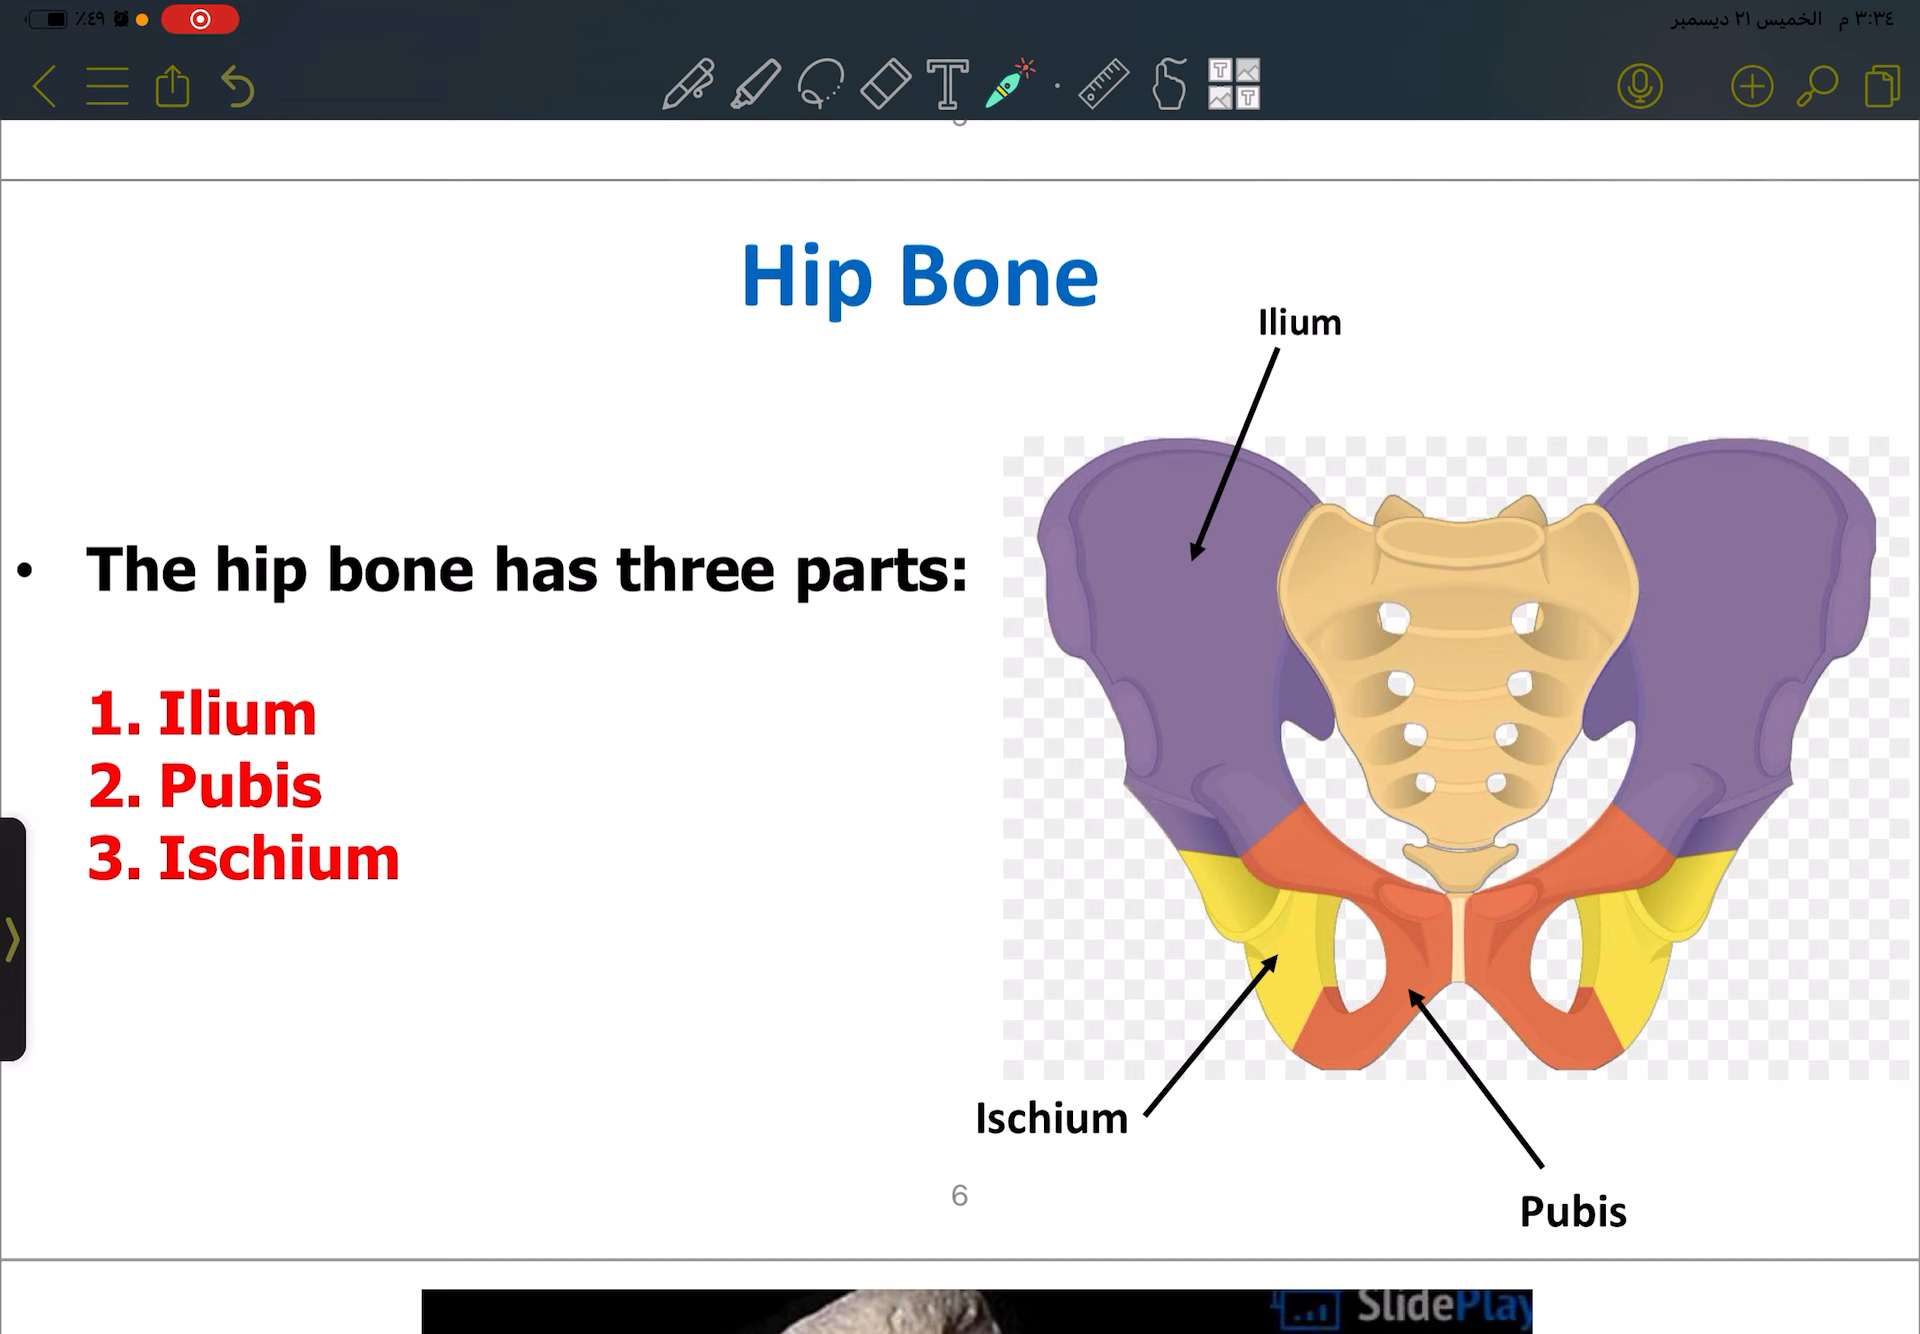 ٪٤٩
٣:٣٤ م الخميس ٢١ ديسمبر
Hip Bone
Ilium
• The hip bone has three parts:
1. Ilium
2. Pubis
3. Ischium
Ischium
Pubis
6
SlidePlay